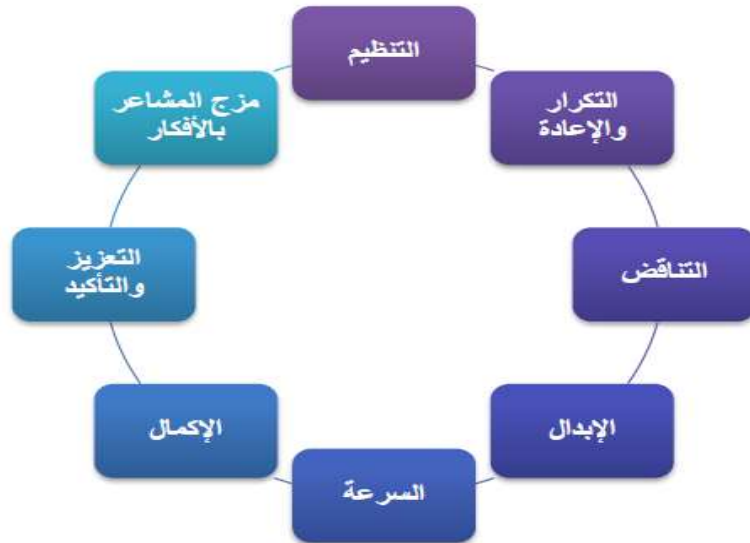 التنظيم
التكرار
والإعادة
التناقض
الإبدال
السرعة
الإكمال
التعزيز
والتأكيد
مزج المشاعر
بالأفكار